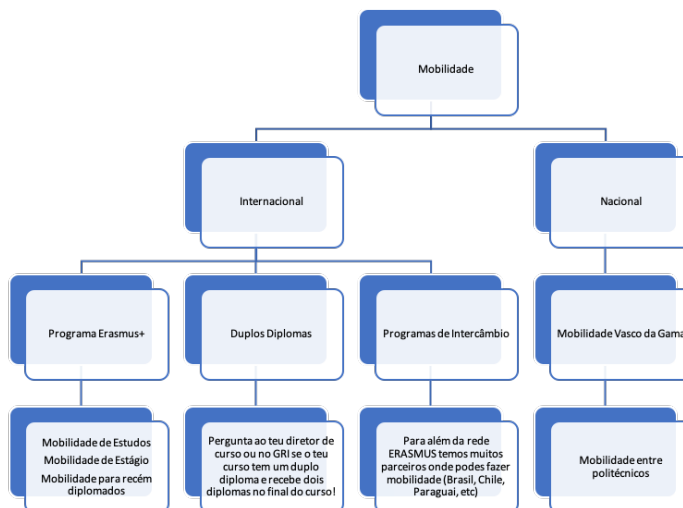 Mobilidade
Internacional
Nacional
Programa Erasmus+
Duplos Diplomas
Programas de Intercâmbio
Mobilidade Vasco da Gama
Mobilidade de Estudos
Mobilidade de Estágio
Mobilidade para recém
diplomados
Pergunta ao teu diretor de
curso ou no GRI se o teu
curso tem um duplo
diploma e recebe dois
diplomas no final do curso!
Para além da rede
ERASMUS temos muitos
parceiros onde podes fazer
mobilidade (Brasil, Chile,
Paraguai, etc)
Mobilidade entre
politécnicos